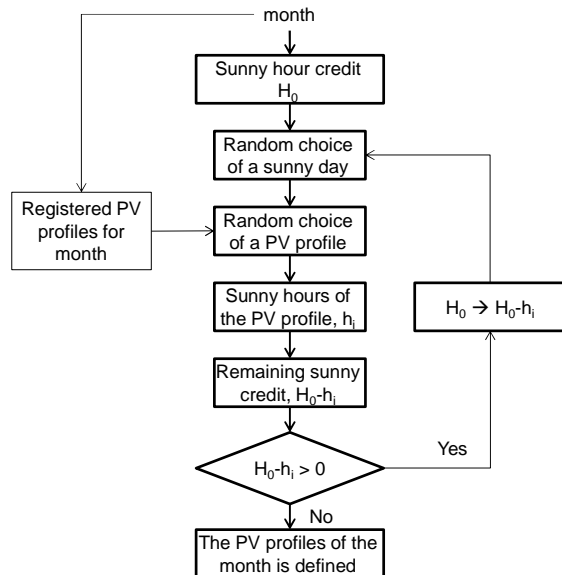 month
Sunny hour credit
H₀
Random choice
of a sunny day
Registered PV
profiles for
month
Random choice
of a PV profile
Sunny hours of
the PV profile, hᵢ
H₀ → H₀-hᵢ
Remaining sunny
credit, H₀-hᵢ
Yes
H₀-hᵢ > 0
No
The PV profiles of the
month is defined